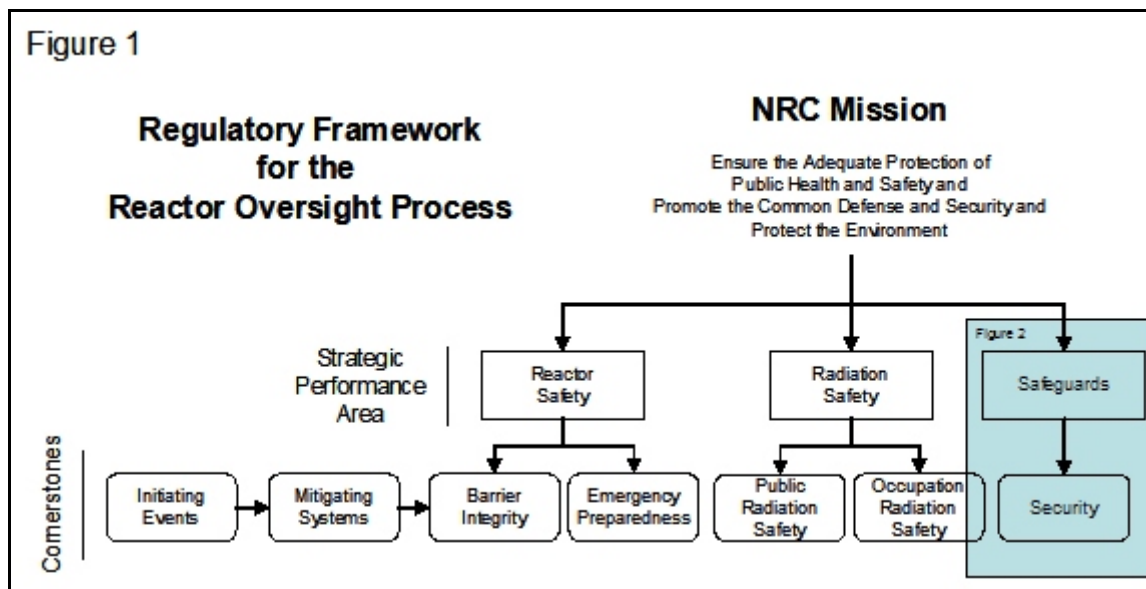 Figure 1
Regulatory Framework
for the
Reactor Oversight Process
NRC Mission
Ensure the Adequate Protection of
Public Health and Safety and
Promote the Common Defense and Security and
Protect the Environment
Strategic
Performance
Area
Reactor
Safety
Radiation
Safety
Figure 2
Safeguards
Cornerstones
Initiating
Events
Mitigating
Systems
Barrier
Integrity
Emergency
Preparedness
Public
Radiation
Safety
Occupation
Radiation
Safety
Security